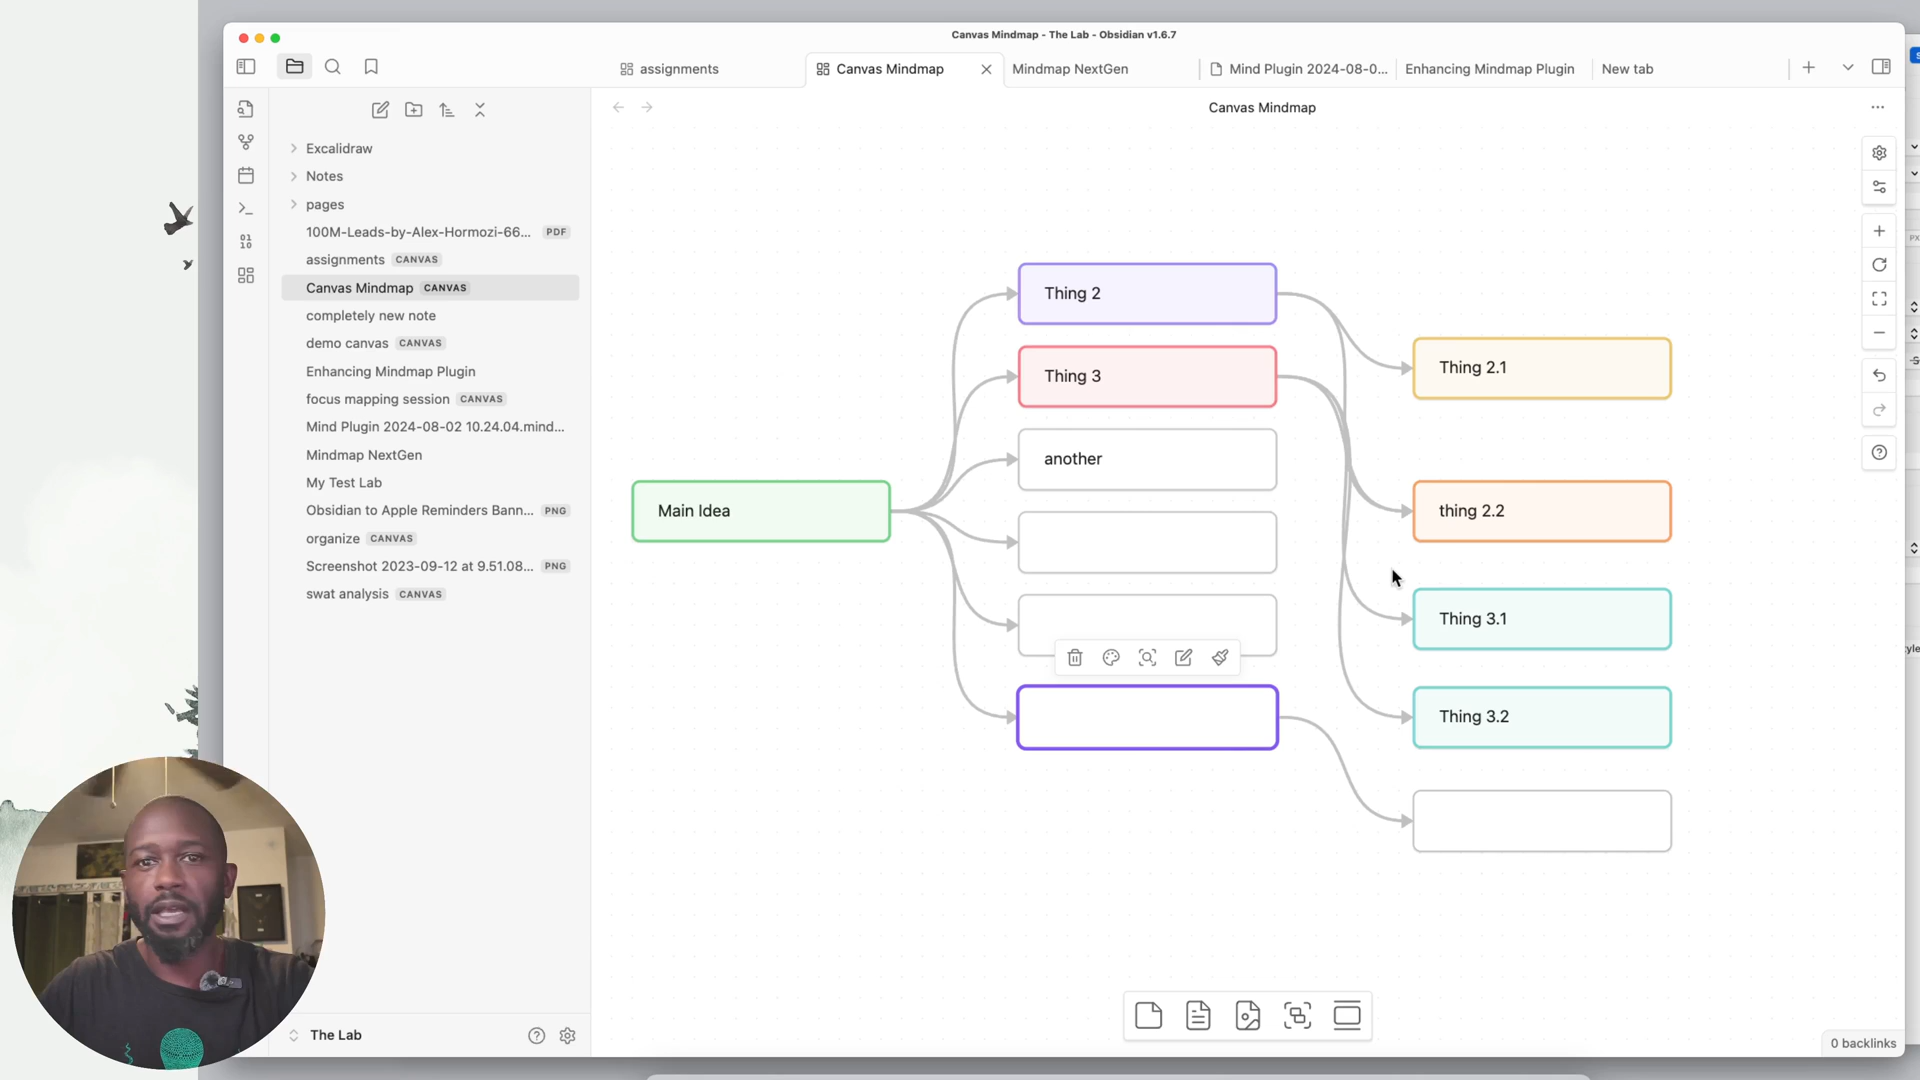 Canvas Mindmap - The Lab - Obsidian v1.6.7
assignments
Canvas Mindmap
Mindmap NextGen
Mind Plugin 2024-08-0...
Enhancing Mindmap Plugin
New tab
Canvas Mindmap
Excalidraw
Notes
pages
100M-Leads-by-Alex-Hormozi-66... PDF
assignments CANVAS
Canvas Mindmap CANVAS
completely new note
demo canvas CANVAS
Enhancing Mindmap Plugin
focus mapping session CANVAS
Mind Plugin 2024-08-02 10.24.04.mind...
Mindmap NextGen
My Test Lab
Obsidian to Apple Reminders Bann... PNG
organize CANVAS
Screenshot 2023-09-12 at 9.51.08... PNG
swat analysis CANVAS
The Lab
Main Idea
Thing 2
Thing 3
another
Thing 2.1
thing 2.2
Thing 3.1
Thing 3.2
0 backlinks